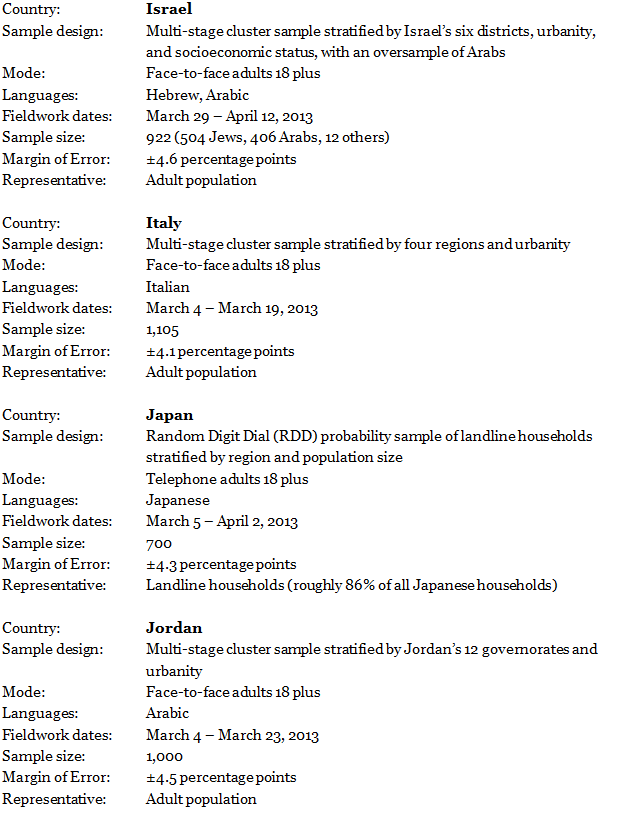 Country: Israel
Sample design: Multi-stage cluster sample stratified by Israel’s six districts, urbanity,
and socioeconomic status, with an oversample of Arabs
Mode: Face-to-face adults 18 plus
Languages: Hebrew, Arabic
Fieldwork dates: March 29 – April 12, 2013
Sample size: 922 (504 Jews, 406 Arabs, 12 others)
Margin of Error: ±4.6 percentage points
Representative: Adult population
Country: Italy
Sample design: Multi-stage cluster sample stratified by four regions and urbanity
Mode: Face-to-face adults 18 plus
Languages: Italian
Fieldwork dates: March 4 – March 19, 2013
Sample size: 1,105
Margin of Error: ±4.1 percentage points
Representative: Adult population
Country: Japan
Sample design: Random Digit Dial (RDD) probability sample of landline households
stratified by region and population size
Mode: Telephone adults 18 plus
Languages: Japanese
Fieldwork dates: March 5 – April 2, 2013
Sample size: 700
Margin of Error: ±4.3 percentage points
Representative: Landline households (roughly 86% of all Japanese households)
Country: Jordan
Sample design: Multi-stage cluster sample stratified by Jordan’s 12 governorates and
urbanity
Mode: Face-to-face adults 18 plus
Languages: Arabic
Fieldwork dates: March 4 – March 23, 2013
Sample size: 1,000
Margin of Error: ±4.5 percentage points
Representative: Adult population